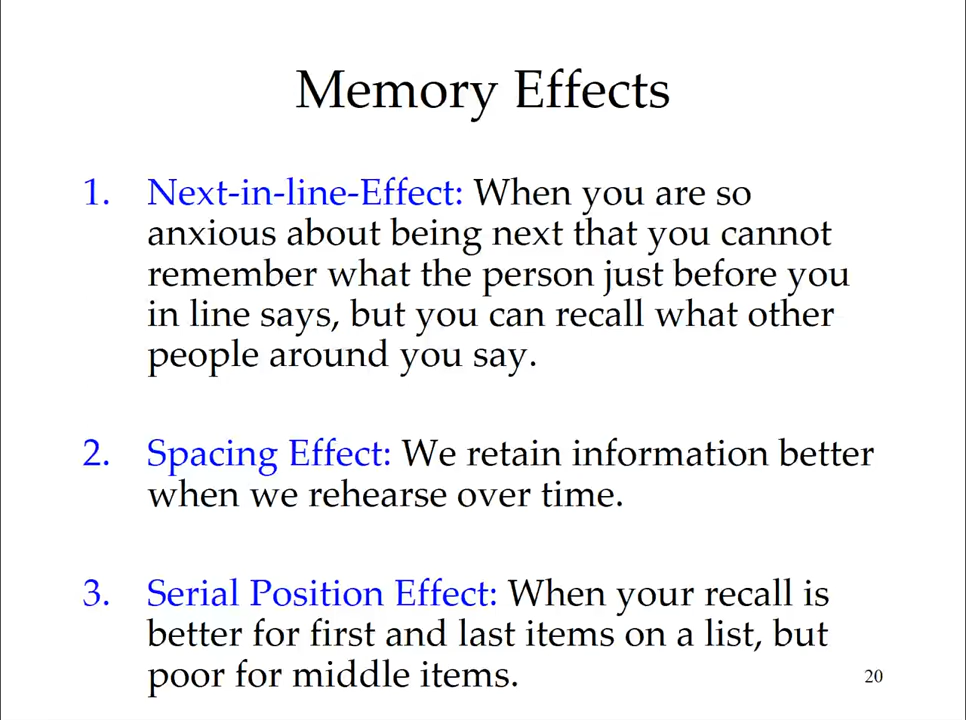 Memory Effects
1. Next-in-line-Effect: When you are so
anxious about being next that you cannot
remember what the person just before you
in line says, but you can recall what other
people around you say.
2. Spacing Effect: We retain information better
when we rehearse over time.
3. Serial Position Effect: When your recall is
better for first and last items on a list, but
poor for middle items.
20